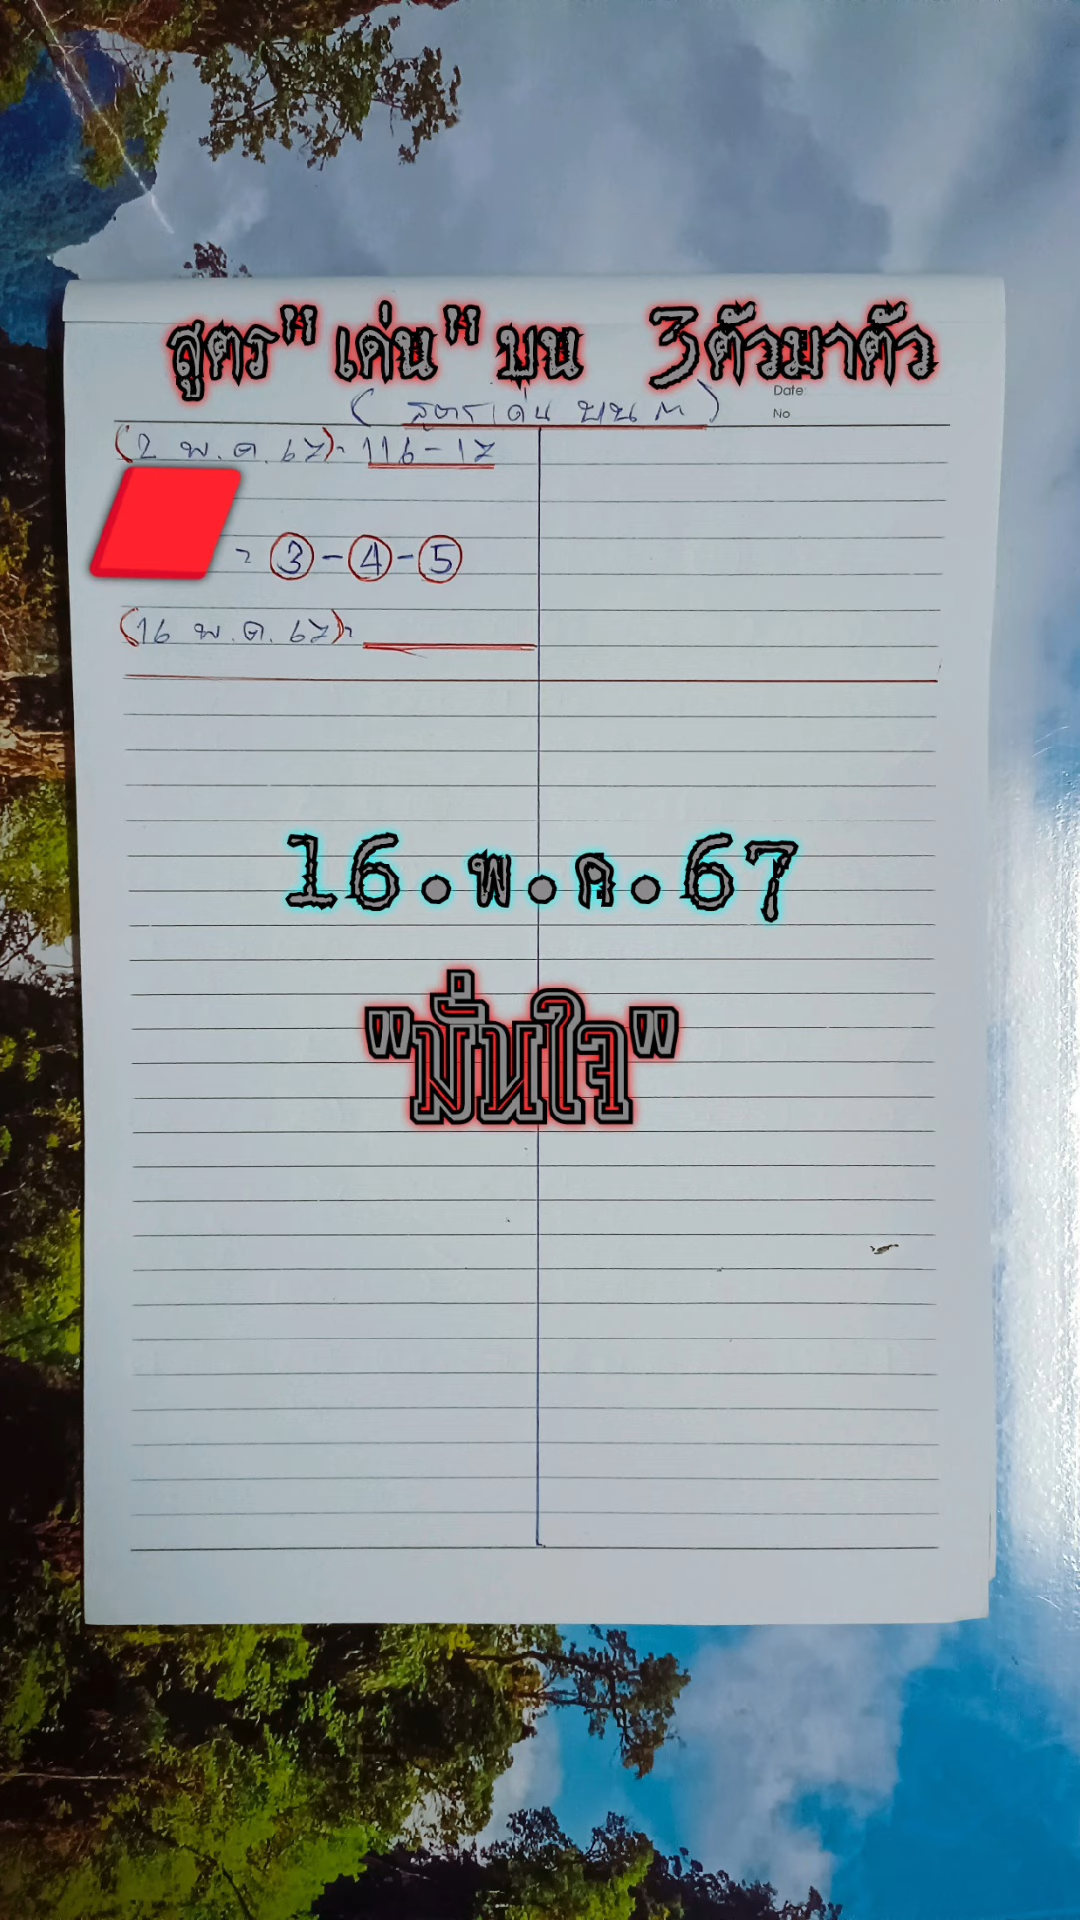 สูตร"เด่น"บน 3ตัวมาตัว
Date
No
(สูตรเด่น บน
(2 พ.ค. 67)= 116-17
= 3-4-5
(16 พ.ค. 67)=
16.พ.ค.67
"มั่นใจ"